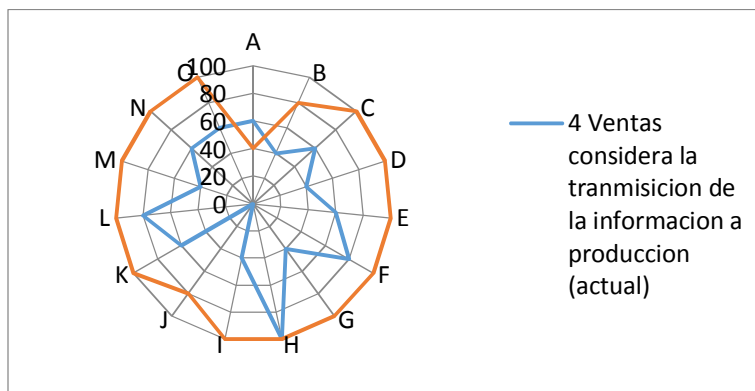 A
B
C
D
E
F
G
H
I
J
K
L
M
N
O
100
80
60
40
20
0
4 Ventas
considera la
tranmisicion de
la informacion a
produccion
(actual)